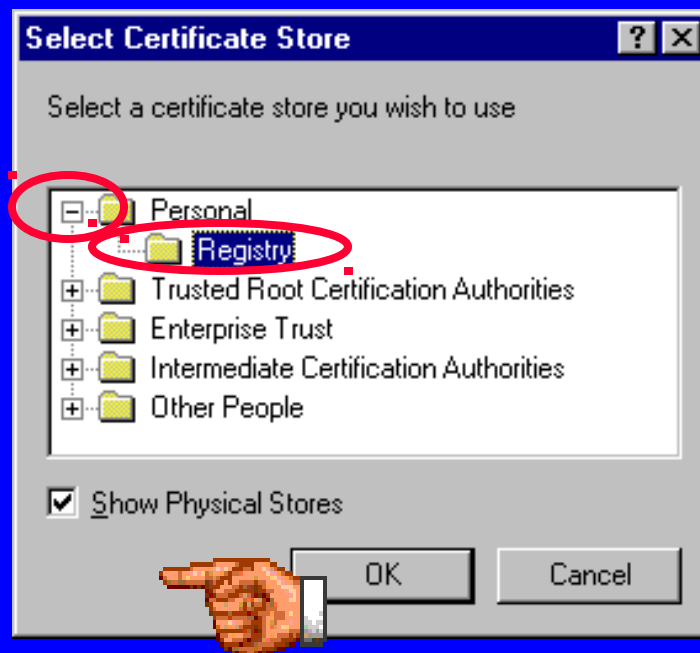 Select Certificate Store
Select a certificate store you wish to use
Personal
Registry
Trusted Root Certification Authorities
Enterprise Trust
Intermediate Certification Authorities
Other People
Show Physical Stores
OK Cancel